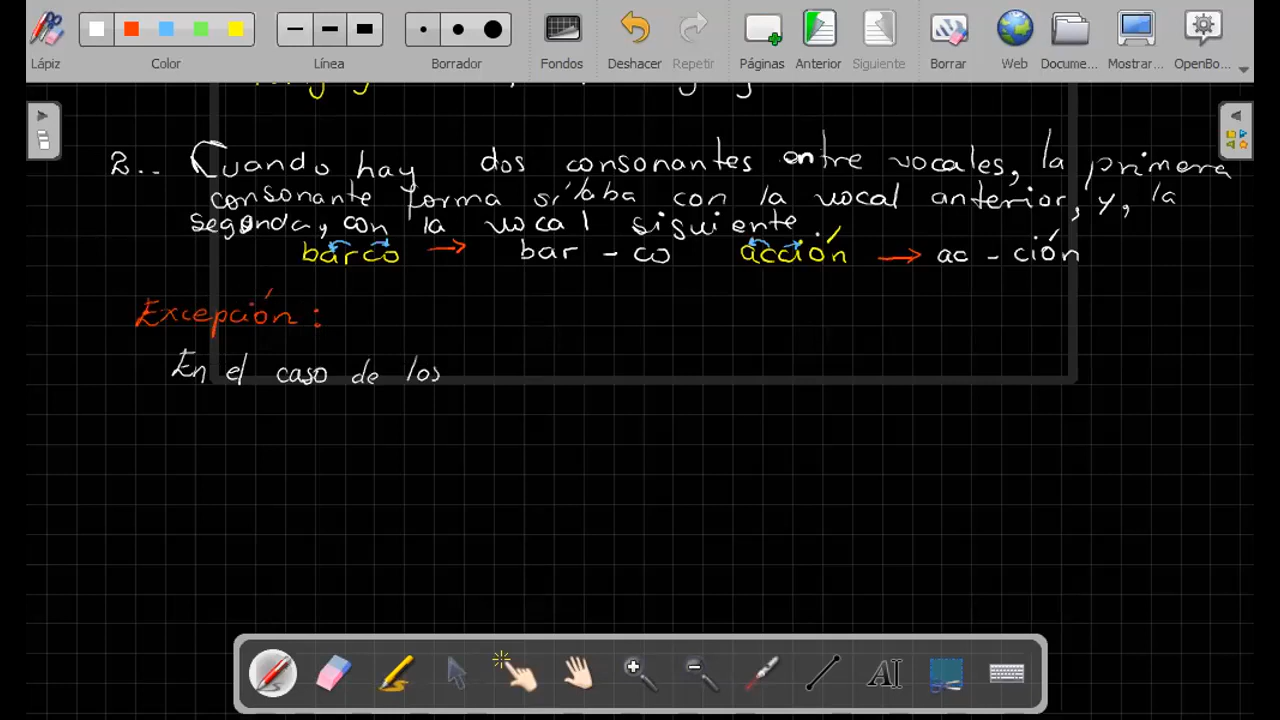 Lápiz
Color
Línea
Borrador
Fondos
Deshacer
Repetir
Páginas
Anterior
Siguiente
Borrar
Web
Docume...
Mostrar...
OpenBo...
2.. Cuando hay dos consonantes entre vocales, la primera
consonante forma sílaba con la vocal anterior, y, la
segunda, con la vocal siguiente.
barco → bar - co acción → ac - ción
Excepción:
En el caso de los